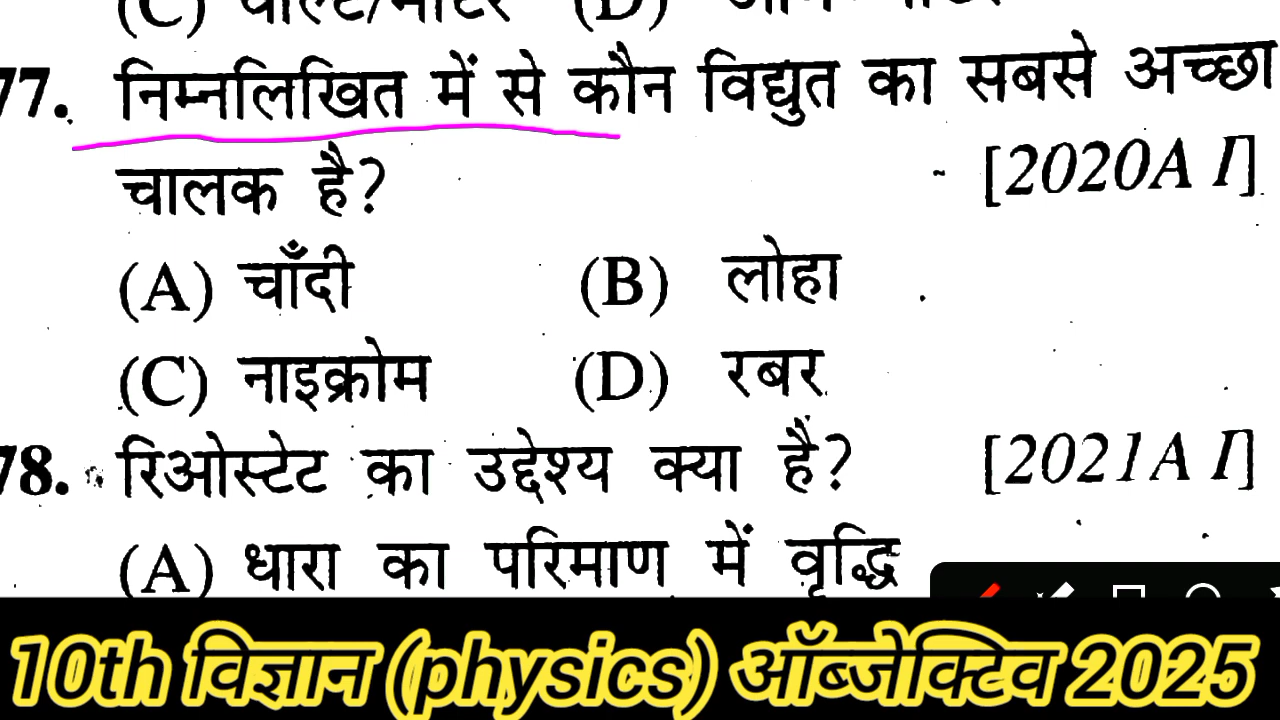 77. निम्नलिखित में से कौन विद्युत का सबसे अच्छा
चालक है? [2020A I]
(A) चाँदी (B) लोहा
(C) नाइक्रोम (D) रबर
78. रिओस्टेट का उद्देश्य क्या है? [2021A I]
(A) धारा का परिमाण में वृद्धि
10th विज्ञान (physics) ऑब्जेक्टिव 2025